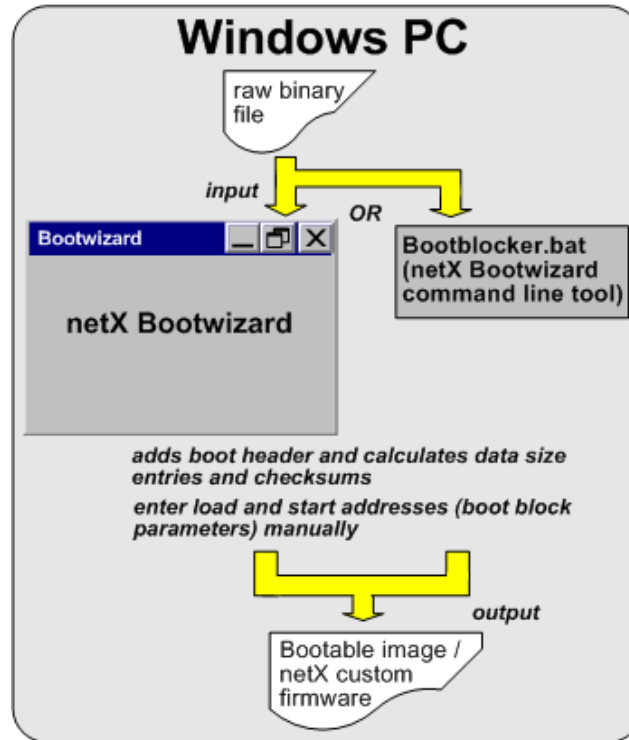 Windows PC
raw binary
file
input
OR
Bootwizard
netX Bootwizard
Bootblocker.bat
(netX Bootwizard
command line tool)
adds boot header and calculates data size
entries and checksums
enter load and start addresses (boot block
parameters) manually
output
Bootable image /
netX custom
firmware